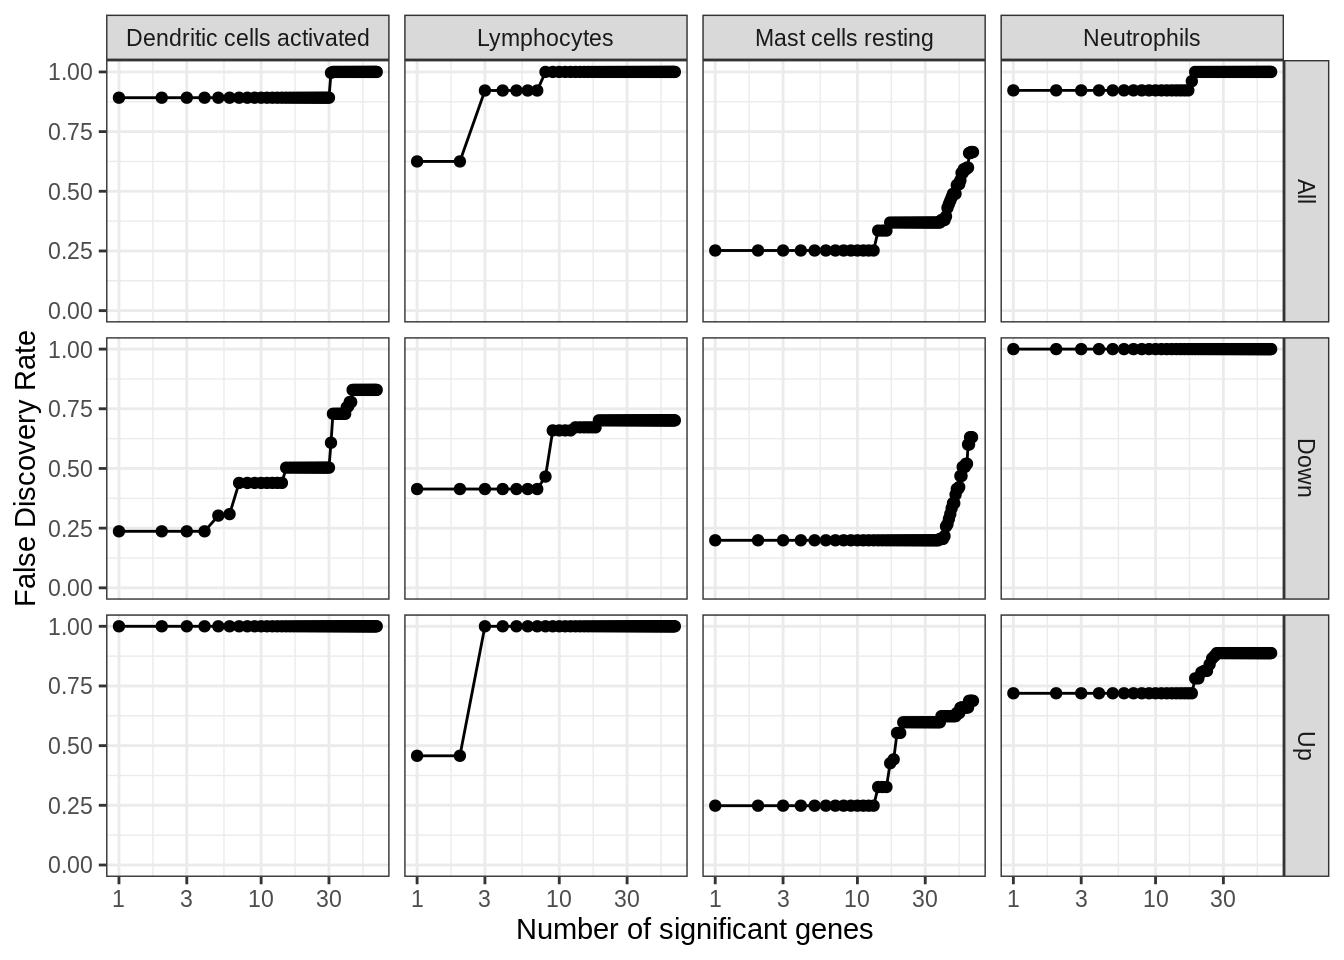 Dendritic cells activated
Lymphocytes
Mast cells resting
Neutrophils
1.00
0.75
0.50
0.25
0.00
All
1.00
0.75
0.50
0.25
0.00
Down
1.00
0.75
0.50
0.25
0.00
Up
False Discovery Rate
1 3 10 30
1 3 10 30
1 3 10 30
1 3 10 30
Number of significant genes